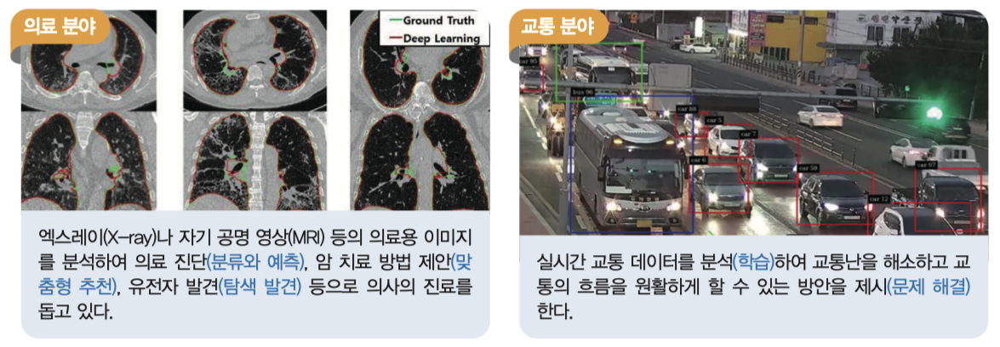 의료 분야
Ground Truth
Deep Learning
엑스레이(X-ray)나 자기 공명 영상(MRI) 등의 의료용 이미지
를 분석하여 의료 진단(분류와 예측), 암 치료 방법 제안(맞
춤형 추천), 유전자 발견(탐색 발견) 등으로 의사의 진료를
돕고 있다.
교통 분야
car 95
bus 96
car 88
car 5
car 7
car 6
car 59
car 67
car 12
실시간 교통 데이터를 분석(학습)하여 교통난을 해소하고 교
통의 흐름을 원활하게 할 수 있는 방안을 제시(문제 해결)
한다.